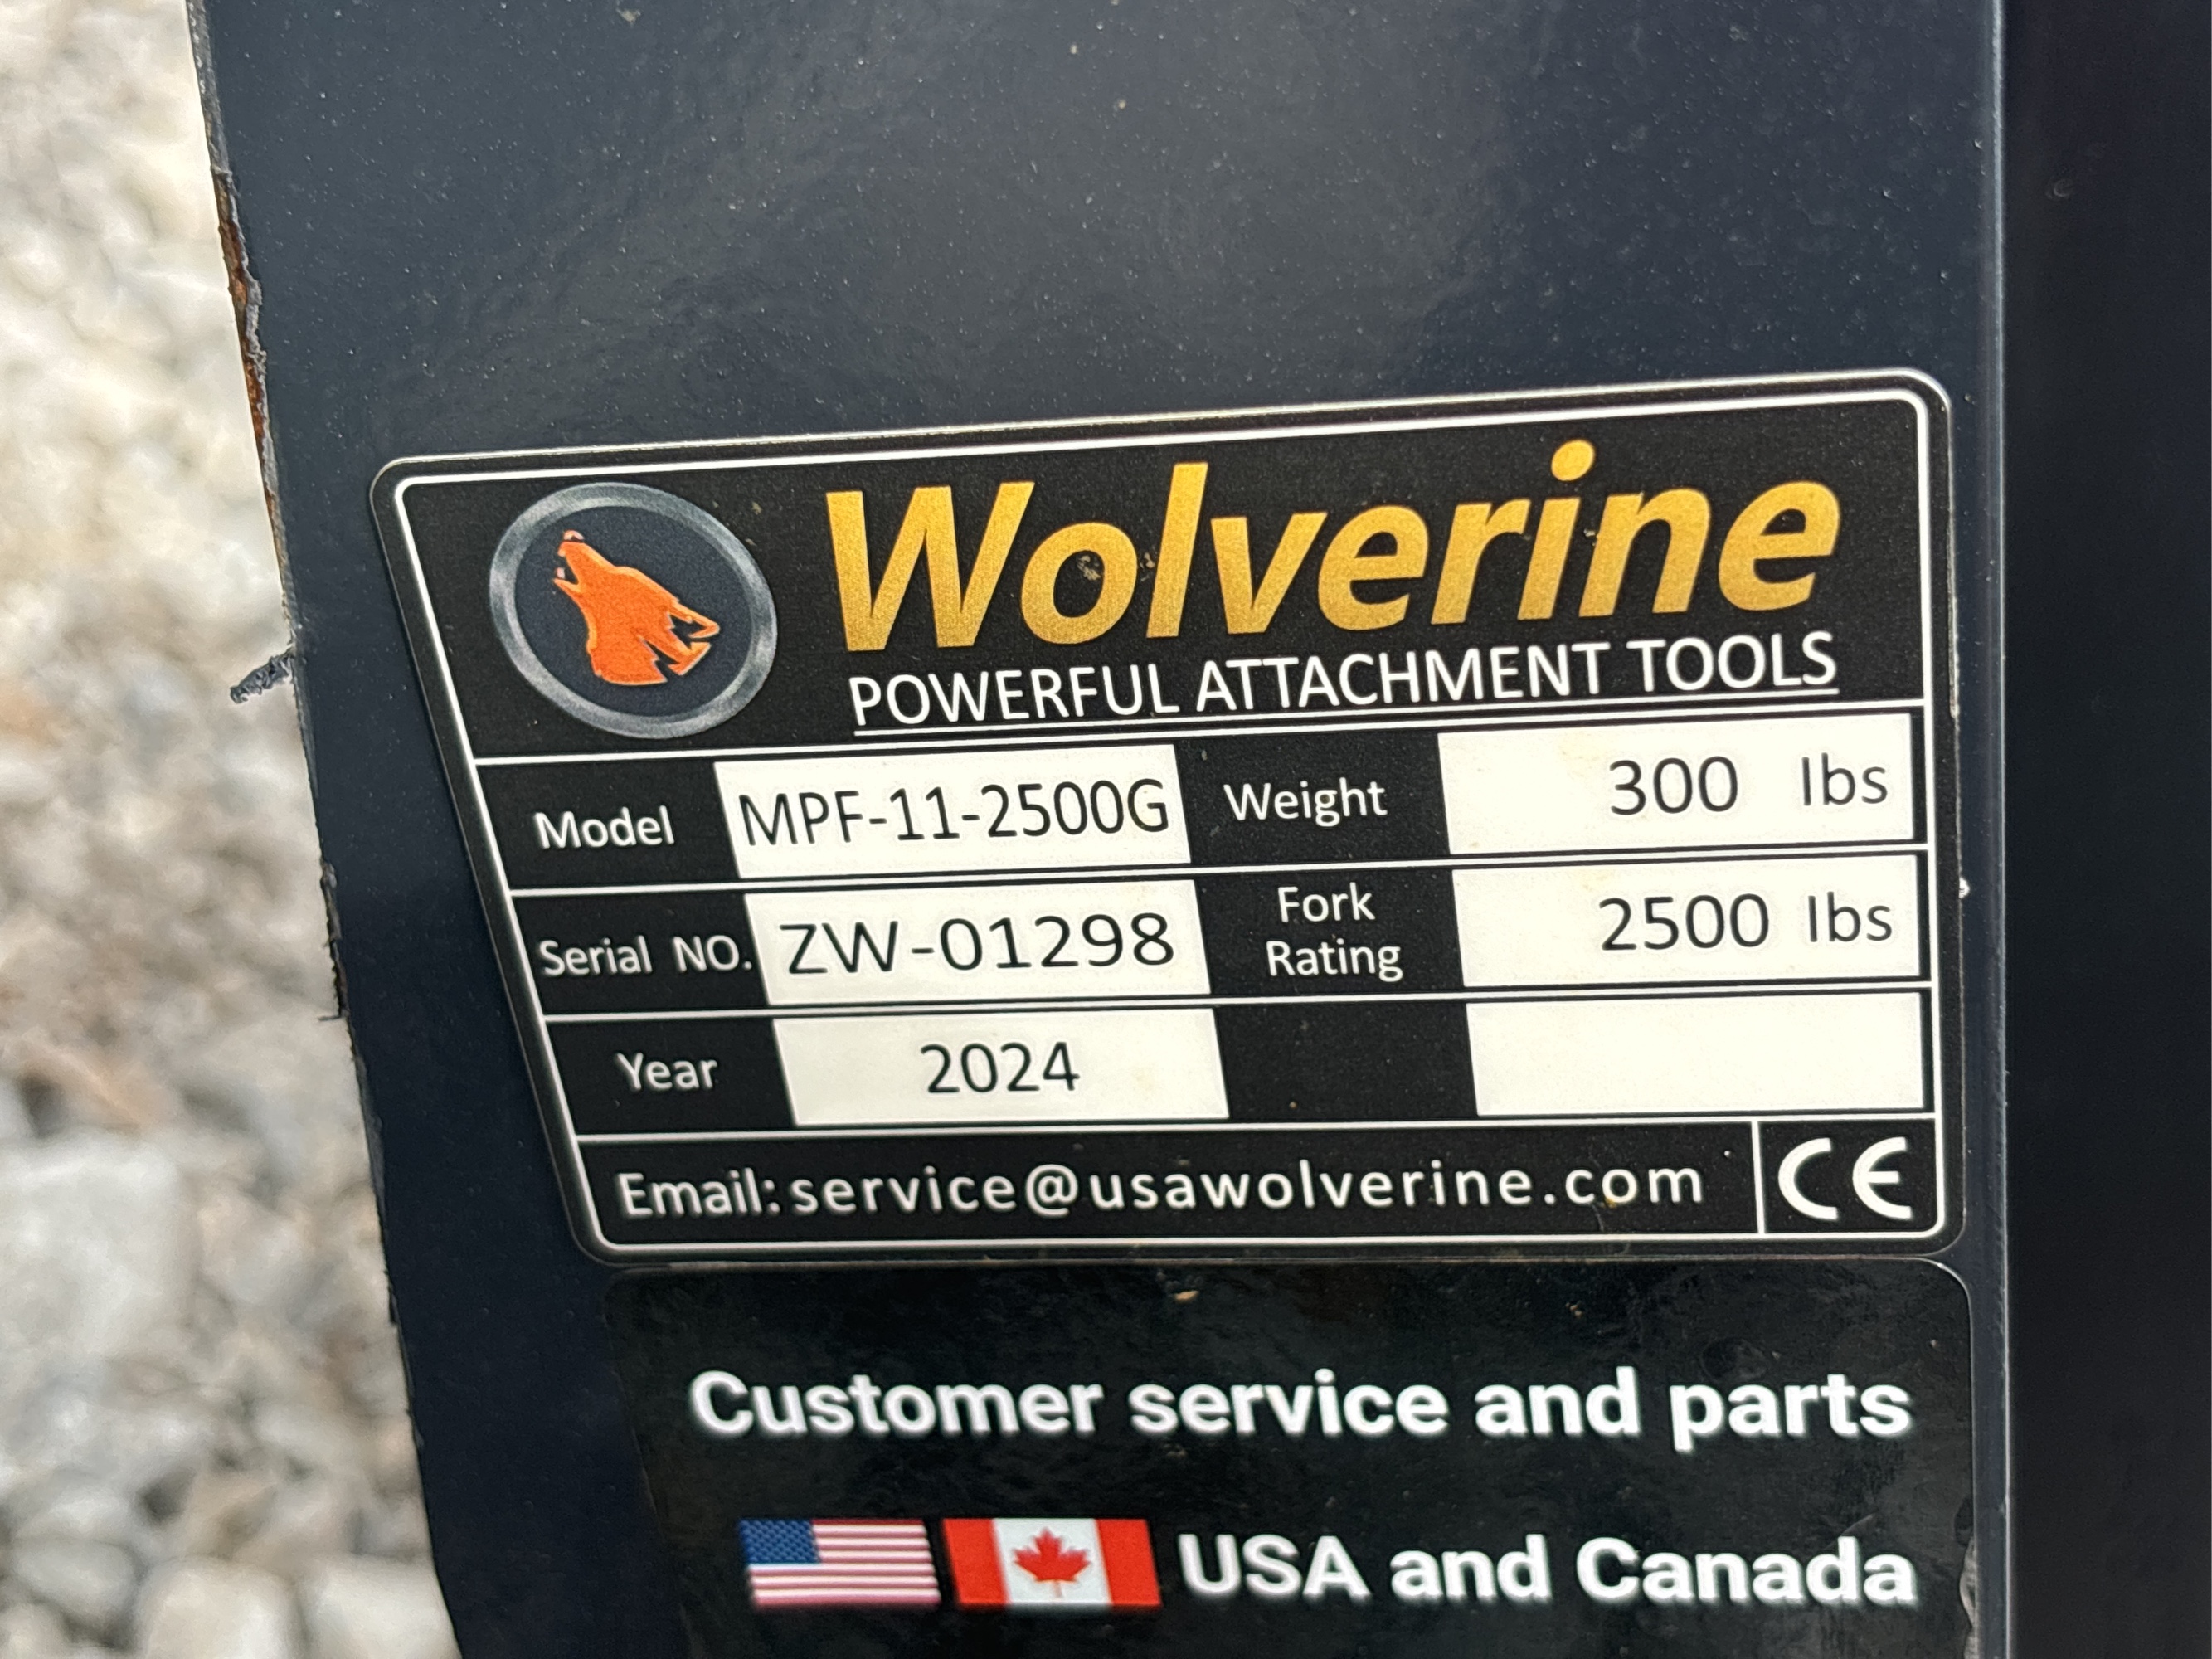 Wolverine
POWERFUL ATTACHMENT TOOLS
Model MPF-11-2500G Weight 300 lbs
Serial NO. ZW-01298 Fork Rating 2500 lbs
Year 2024
Email: service@usawolverine.com CE
Customer service and parts
USA and Canada